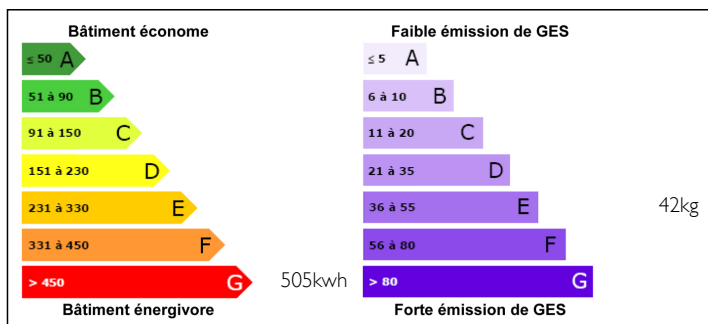 Bâtiment économe
≤ 50 A
51 à 90 B
91 à 150 C
151 à 230 D
231 à 330 E
331 à 450 F
> 450 G 505kwh
Bâtiment énergivore
Faible émission de GES
≤ 5 A
6 à 10 B
11 à 20 C
21 à 35 D
36 à 55 E 42kg
56 à 80 F
> 80 G
Forte émission de GES